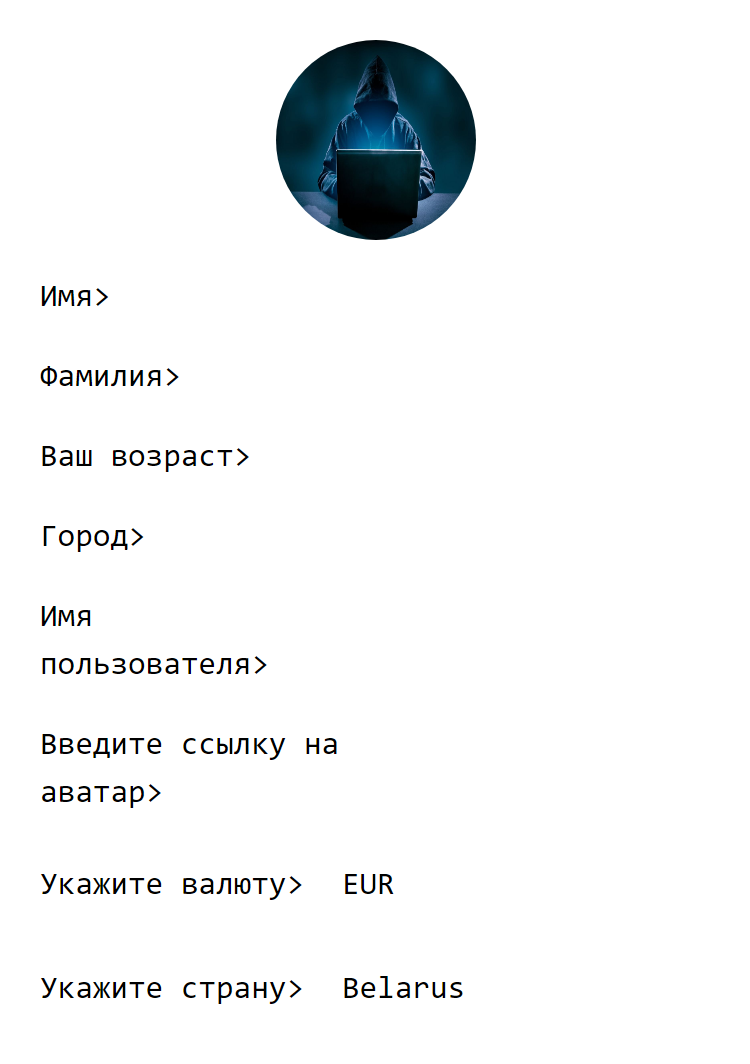 Имя>
Фамилия>
Ваш возраст>
Город>
Имя
пользователя>
Введите ссылку на
аватар>
Укажите валюту> EUR
Укажите страну> Belarus